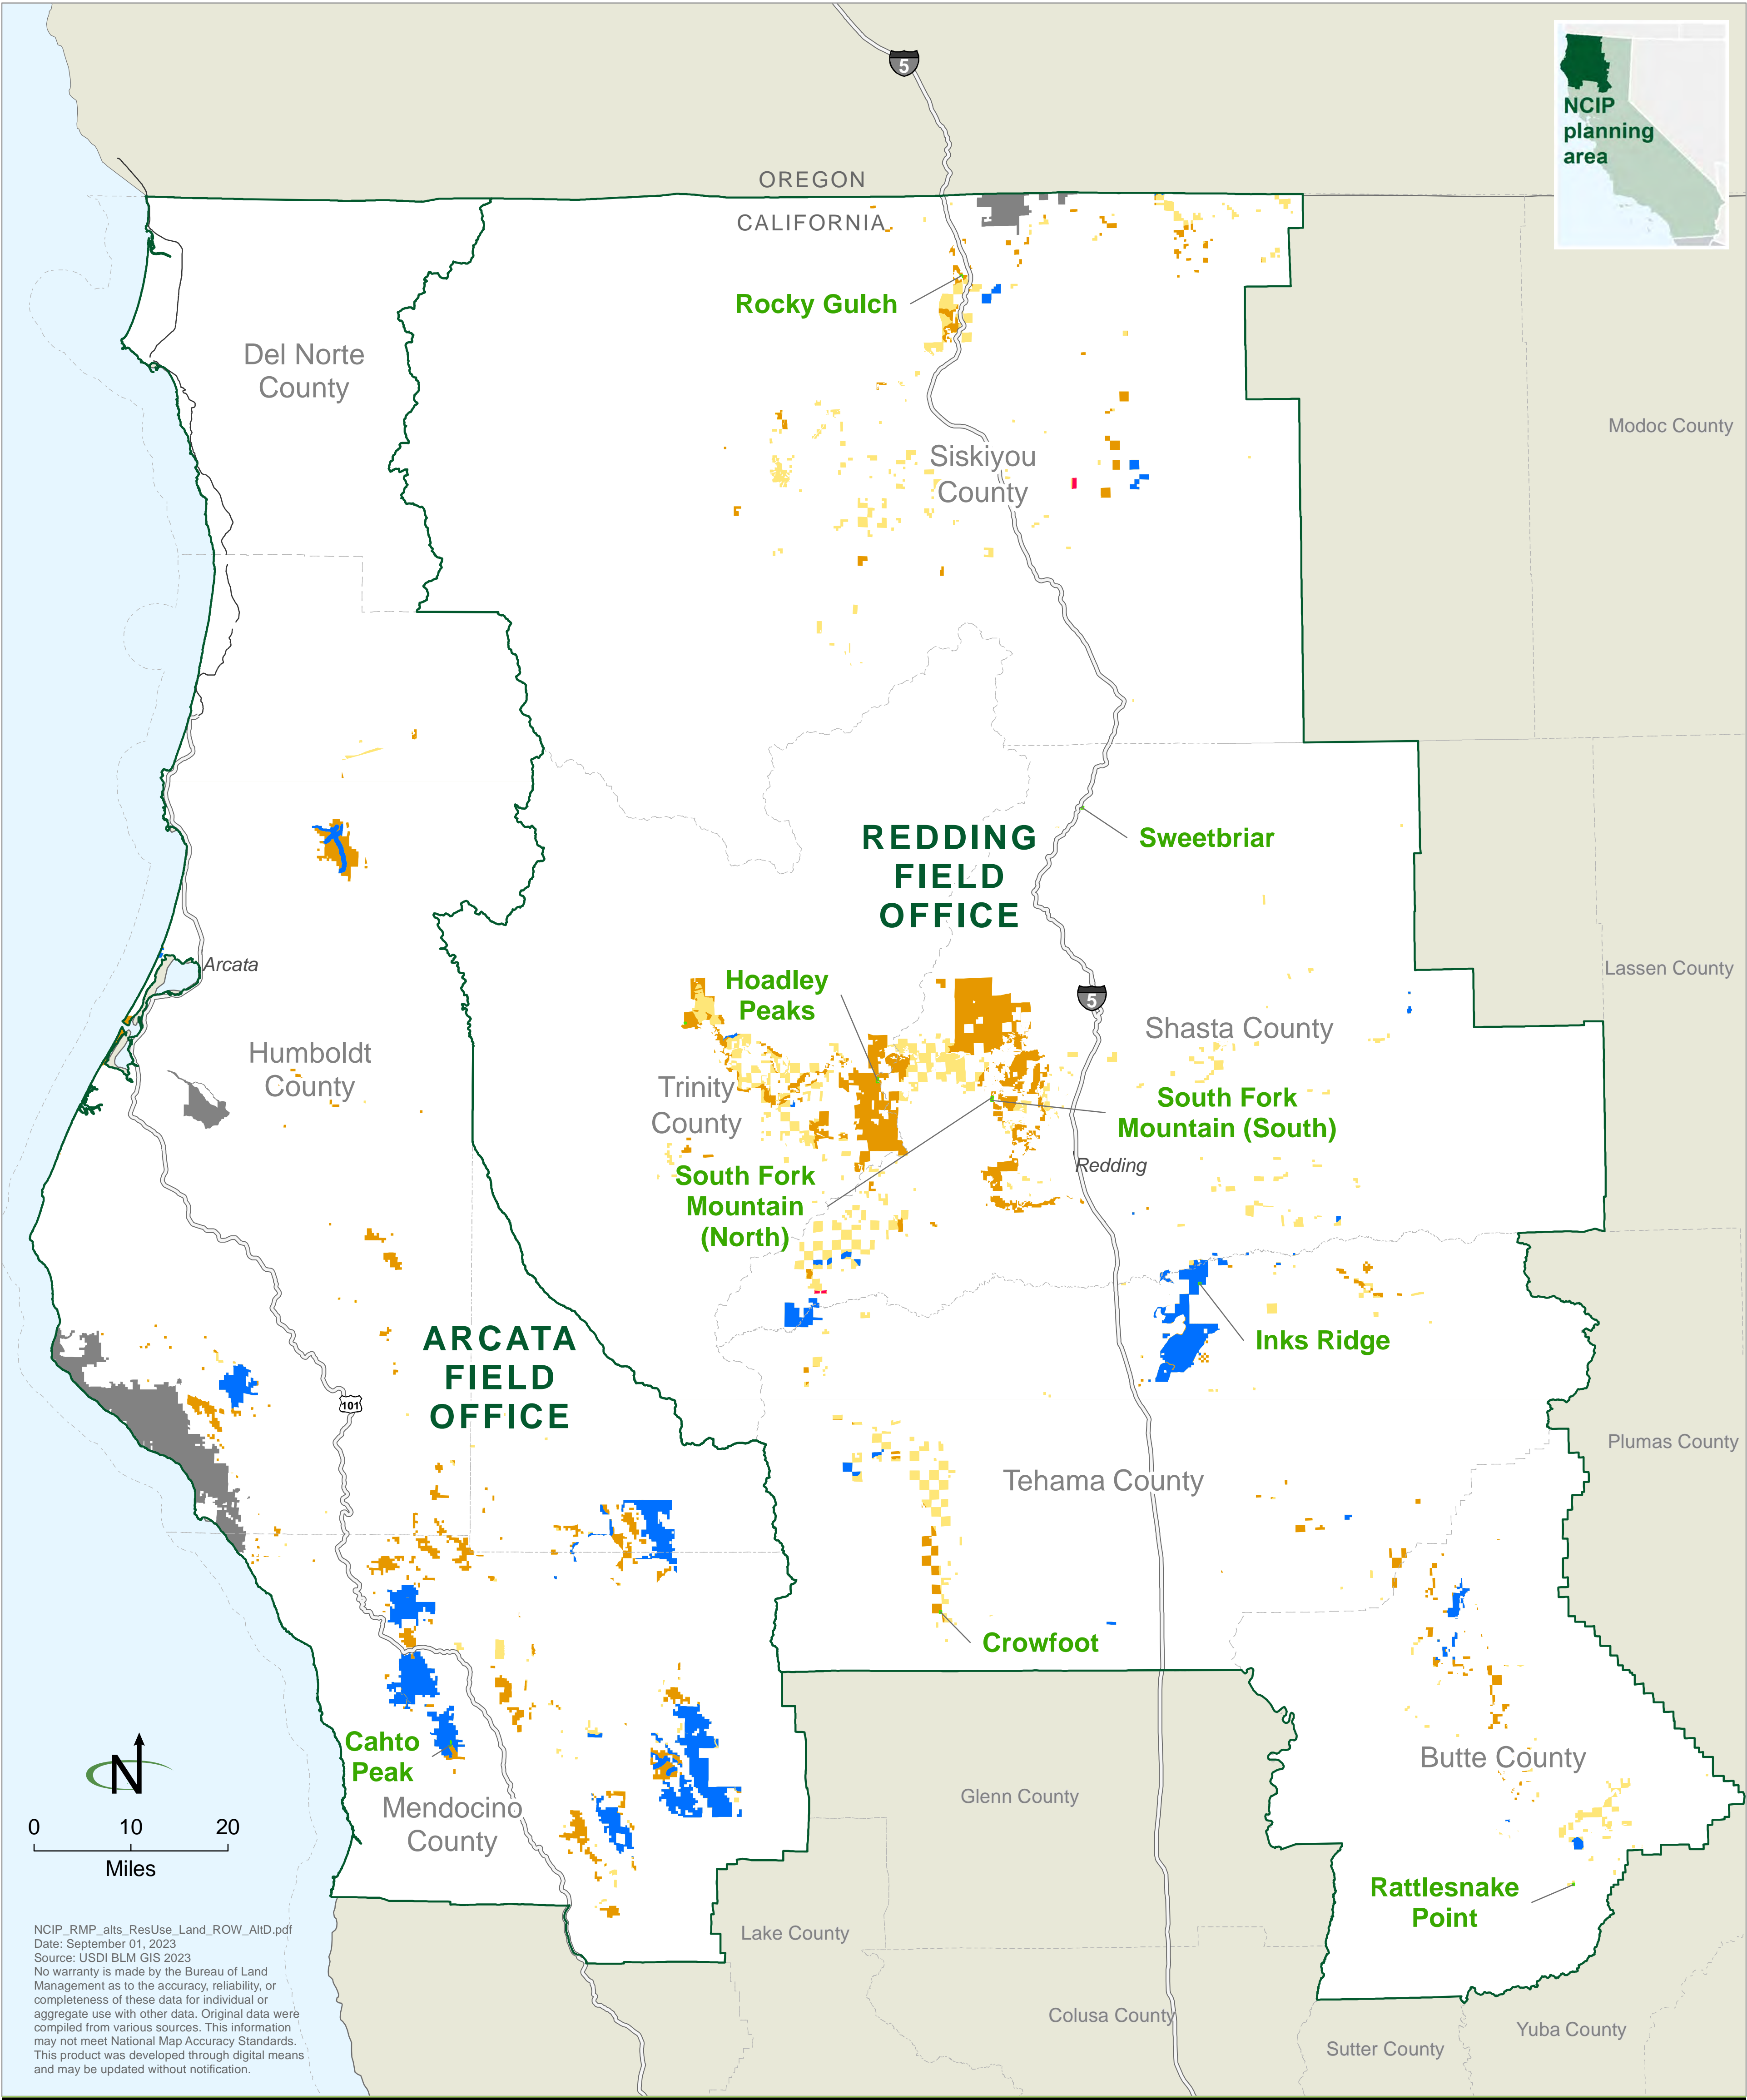 5
NCIP
planning
area
OREGON
CALIFORNIA
Rocky Gulch
Del Norte
County
Modoc County
Siskiyou
County
Sweetbriar
REDDING
FIELD
OFFICE
Arcata
Lassen County
Hoadley
Peaks
5
Shasta County
Humboldt
County
Trinity
County
South Fork
Mountain (South)
Redding
South Fork
Mountain
(North)
Inks Ridge
ARCATA
FIELD
OFFICE
101
Plumas County
Tehama County
Crowfoot
Cahto
Peak
Butte County
N
Mendocino
County
Glenn County
0 10 20
Miles
Rattlesnake
Point
Lake County
NCIP_RMP_alts_ResUse_Land_ROW_AltD.pdf
Date: September 01, 2023
Source: USDI BLM GIS 2023
No warranty is made by the Bureau of Land
Management as to the accuracy, reliability, or
completeness of these data for individual or
aggregate use with other data. Original data were
compiled from various sources. This information
may not meet National Map Accuracy Standards.
This product was developed through digital means
and may be updated without notification.
Colusa County
Yuba County
Sutter County